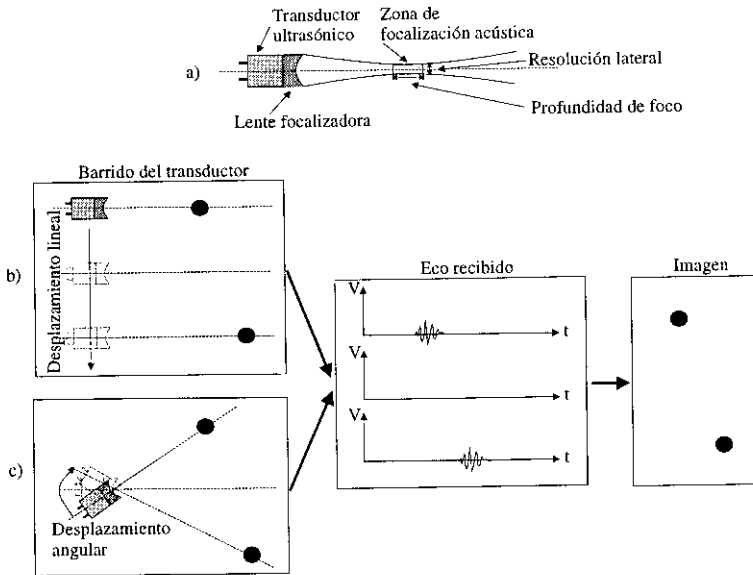 Transductor
ultrasónico
Zona de
focalización acústica
Resolución lateral
a)
Profundidad de foco
Lente focalizadora
Barrido del transductor
b)
Desplazamiento lineal
Eco recibido
V
t
V
t
V
t
Imagen
c)
Desplazamiento
angular